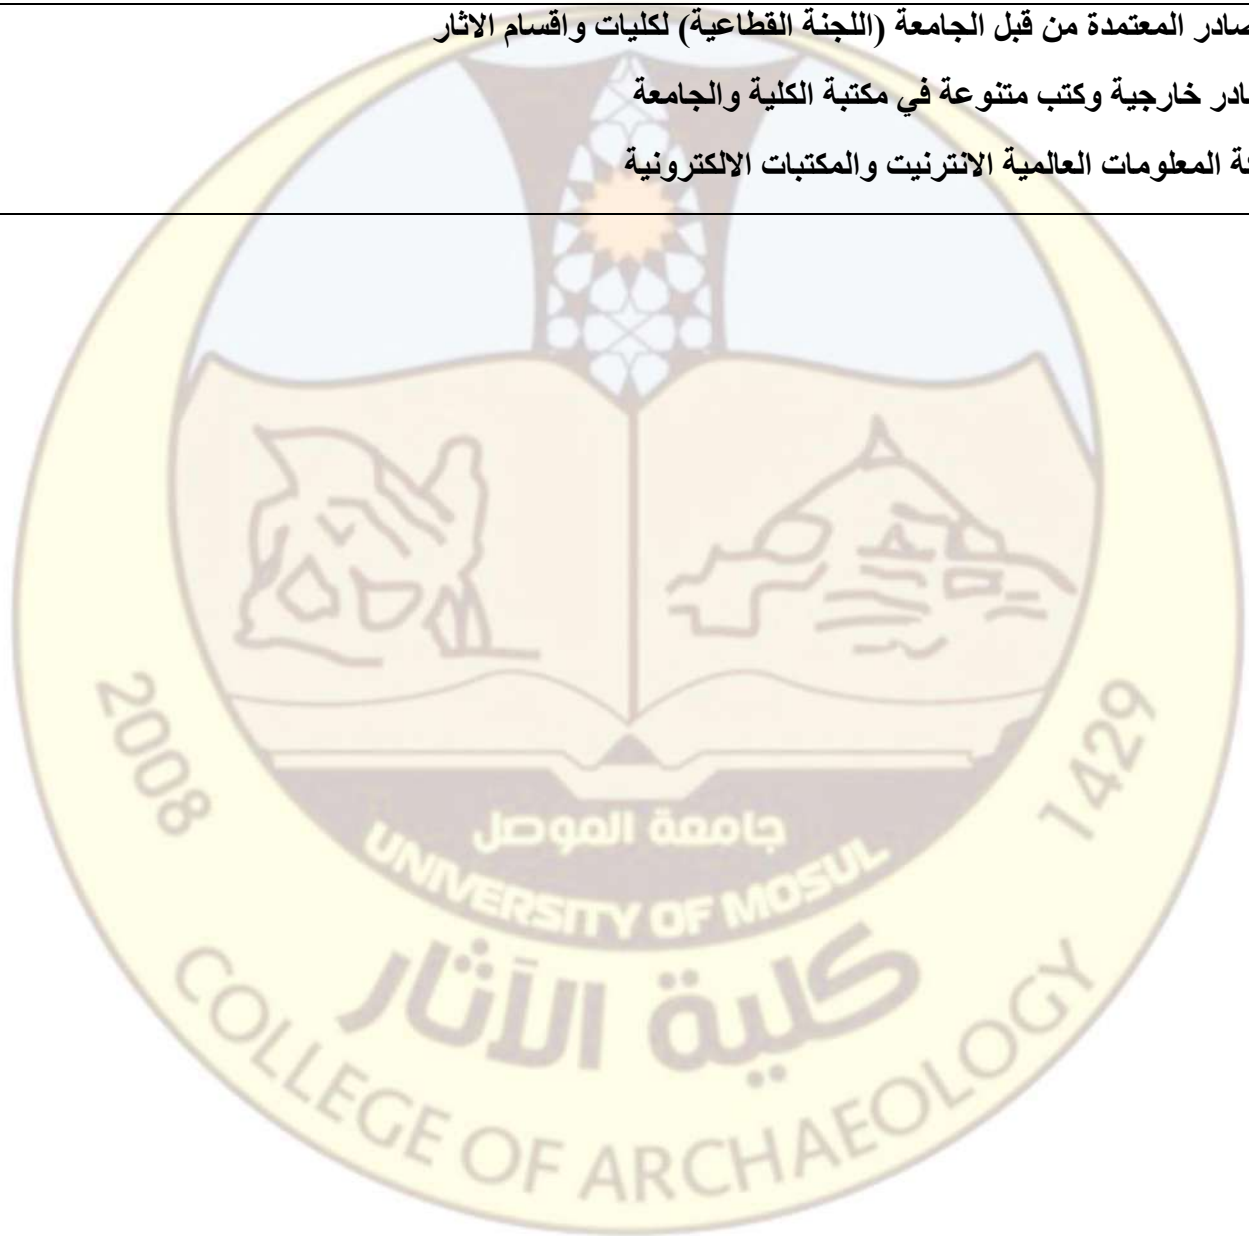 صادر المعتمدة من قبل الجامعة (اللجنة القطاعية) لكليات واقسام الاثار
ادر خارجية وكتب متنوعة في مكتبة الكلية والجامعة
كة المعلومات العالمية الانترنيت والمكتبات الالكترونية
2008
1429
جامعة الموصل
UNIVERSITY OF MOSUL
كلية الآثار
COLLEGE OF ARCHAEOLOGY